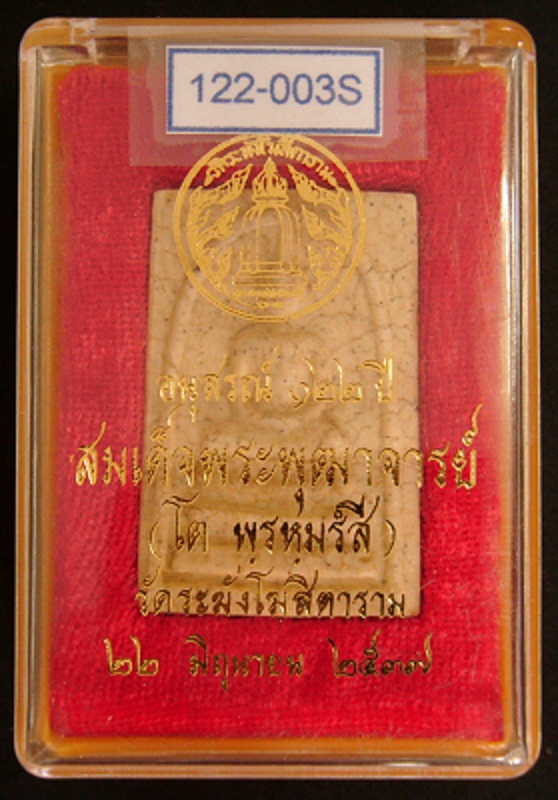 122-003S
อนุสรณ์ ๑๒๒ ปี
สมเด็จพระพุฒาจารย์
(โต พรหมรังสี)
วัดระฆังโฆสิตาราม
๒๒ มิถุนายน ๒๕๓๗